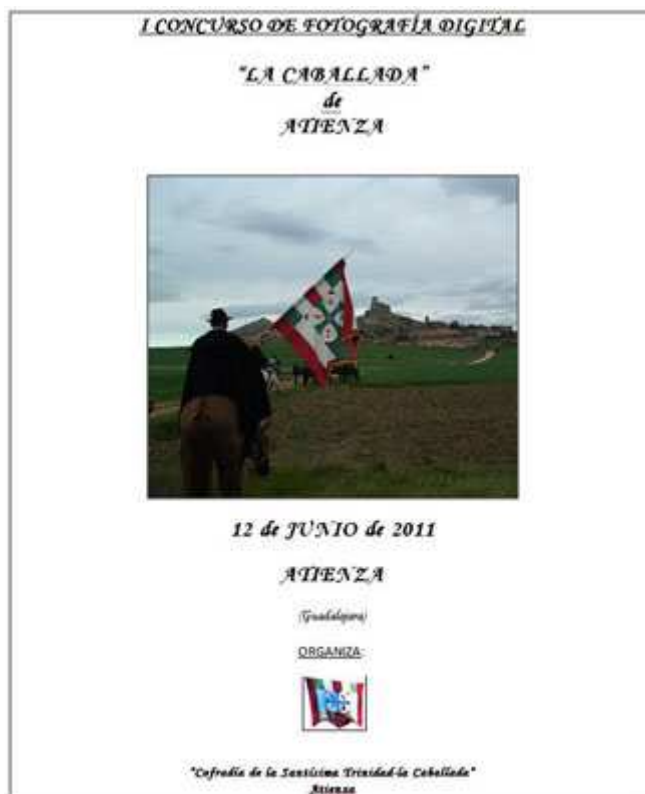 I CONCURSO DE FOTOGRAFÍA DIGITAL
"LA CABALLADA"
de
ATIENZA
12 de JUNIO de 2011
ATIENZA
(Guadalajara)
ORGANIZA:
"Cofradía de la Santísima Trinidad-la Caballada"
Atienza